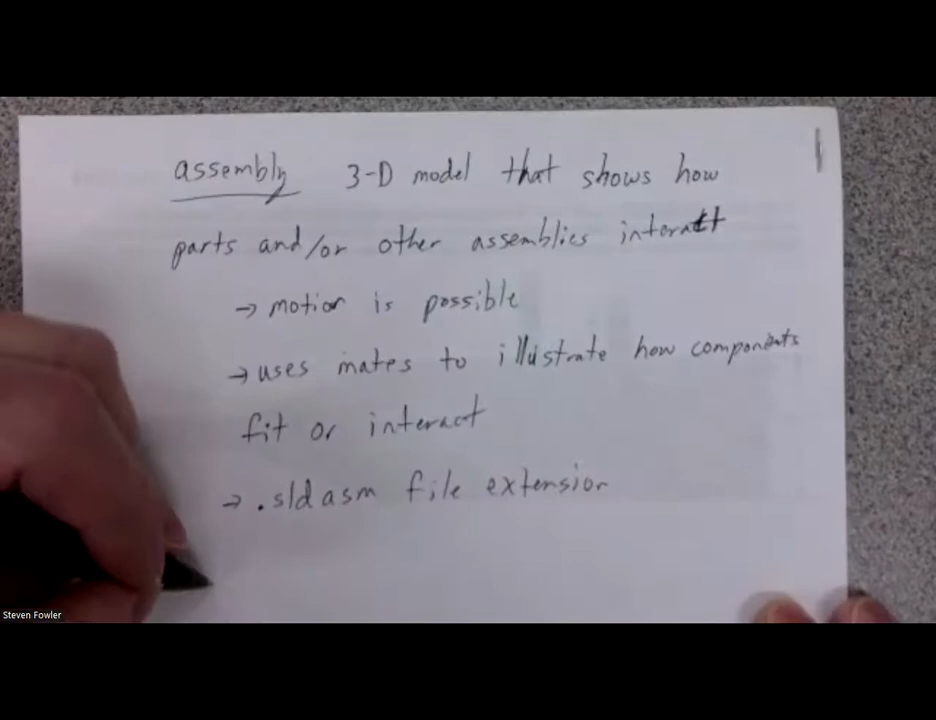 assembly 3-D model that shows how
parts and/or other assemblies interact
→ motion is possible
→ uses mates to illustrate how components
fit or interact
→ .sldasm file extension
Steven Fowler